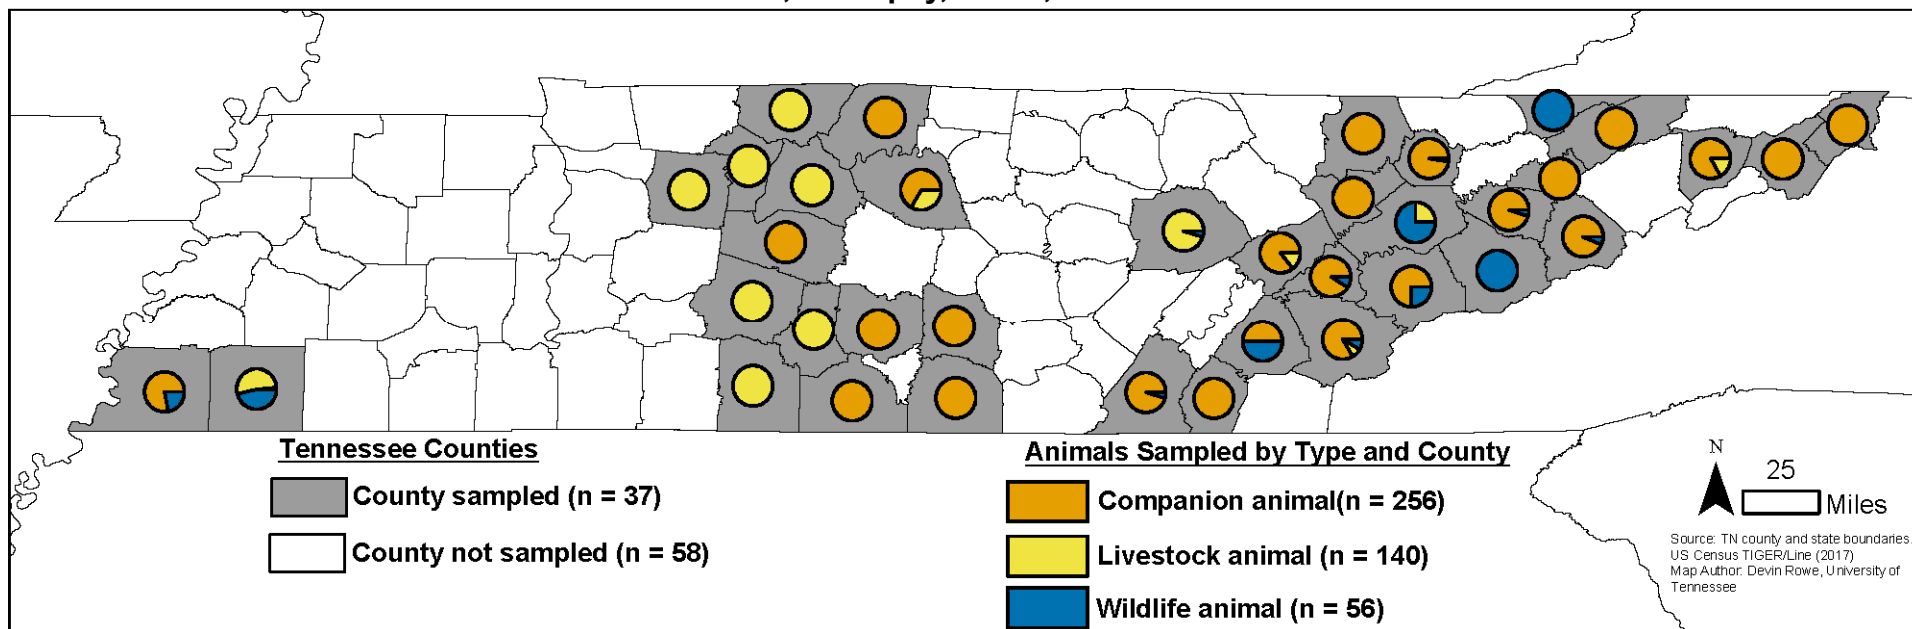 Tennessee Counties
County sampled (n = 37)
County not sampled (n = 58)
Animals Sampled by Type and County
Companion animal(n = 256)
Livestock animal (n = 140)
Wildlife animal (n = 56)
N
25
Miles
Source: TN county and state boundaries.
US Census TIGER/Line (2017)
Map Author: Devin Rowe, University of
Tennessee